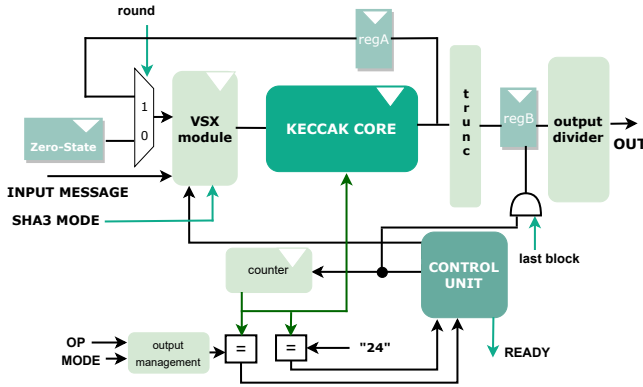 round
regA
1
0
VSX
module
KECCAK CORE
trunc
regB
output
divider
OUT
Zero-State
INPUT MESSAGE
SHA3 MODE
last block
counter
CONTROL
UNIT
OP
MODE
output
management
=
=
"24"
READY